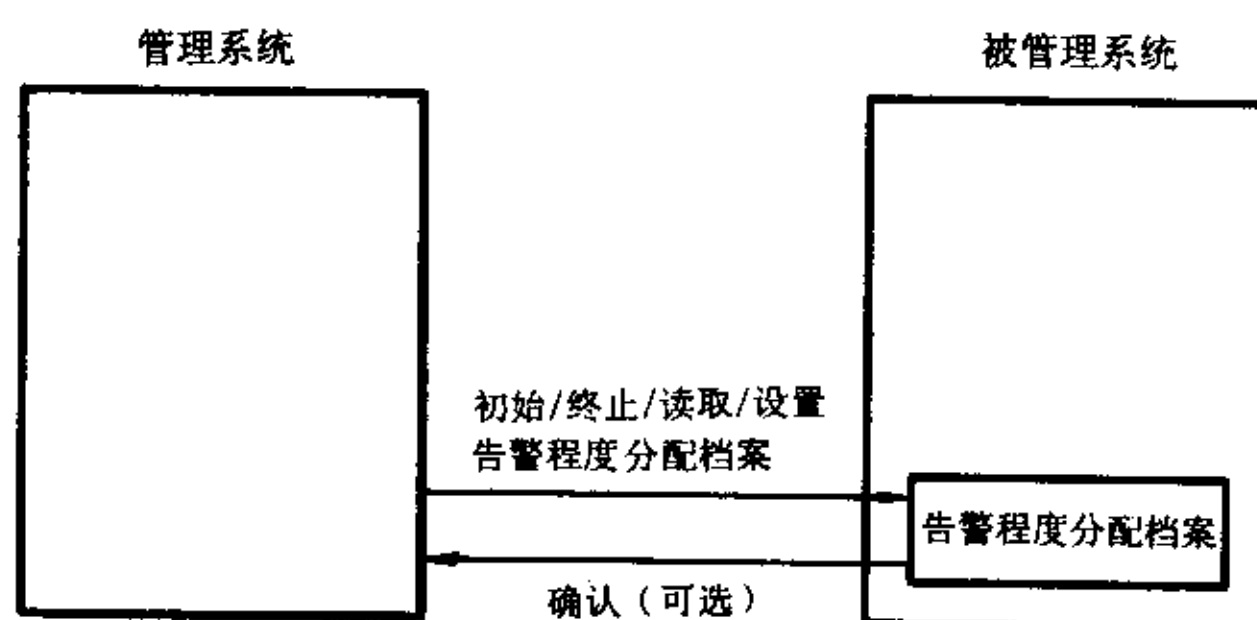 管理系统
被管理系统
初始/终止/读取/设置
告警程度分配档案
告警程度分配档案
确认（可选）